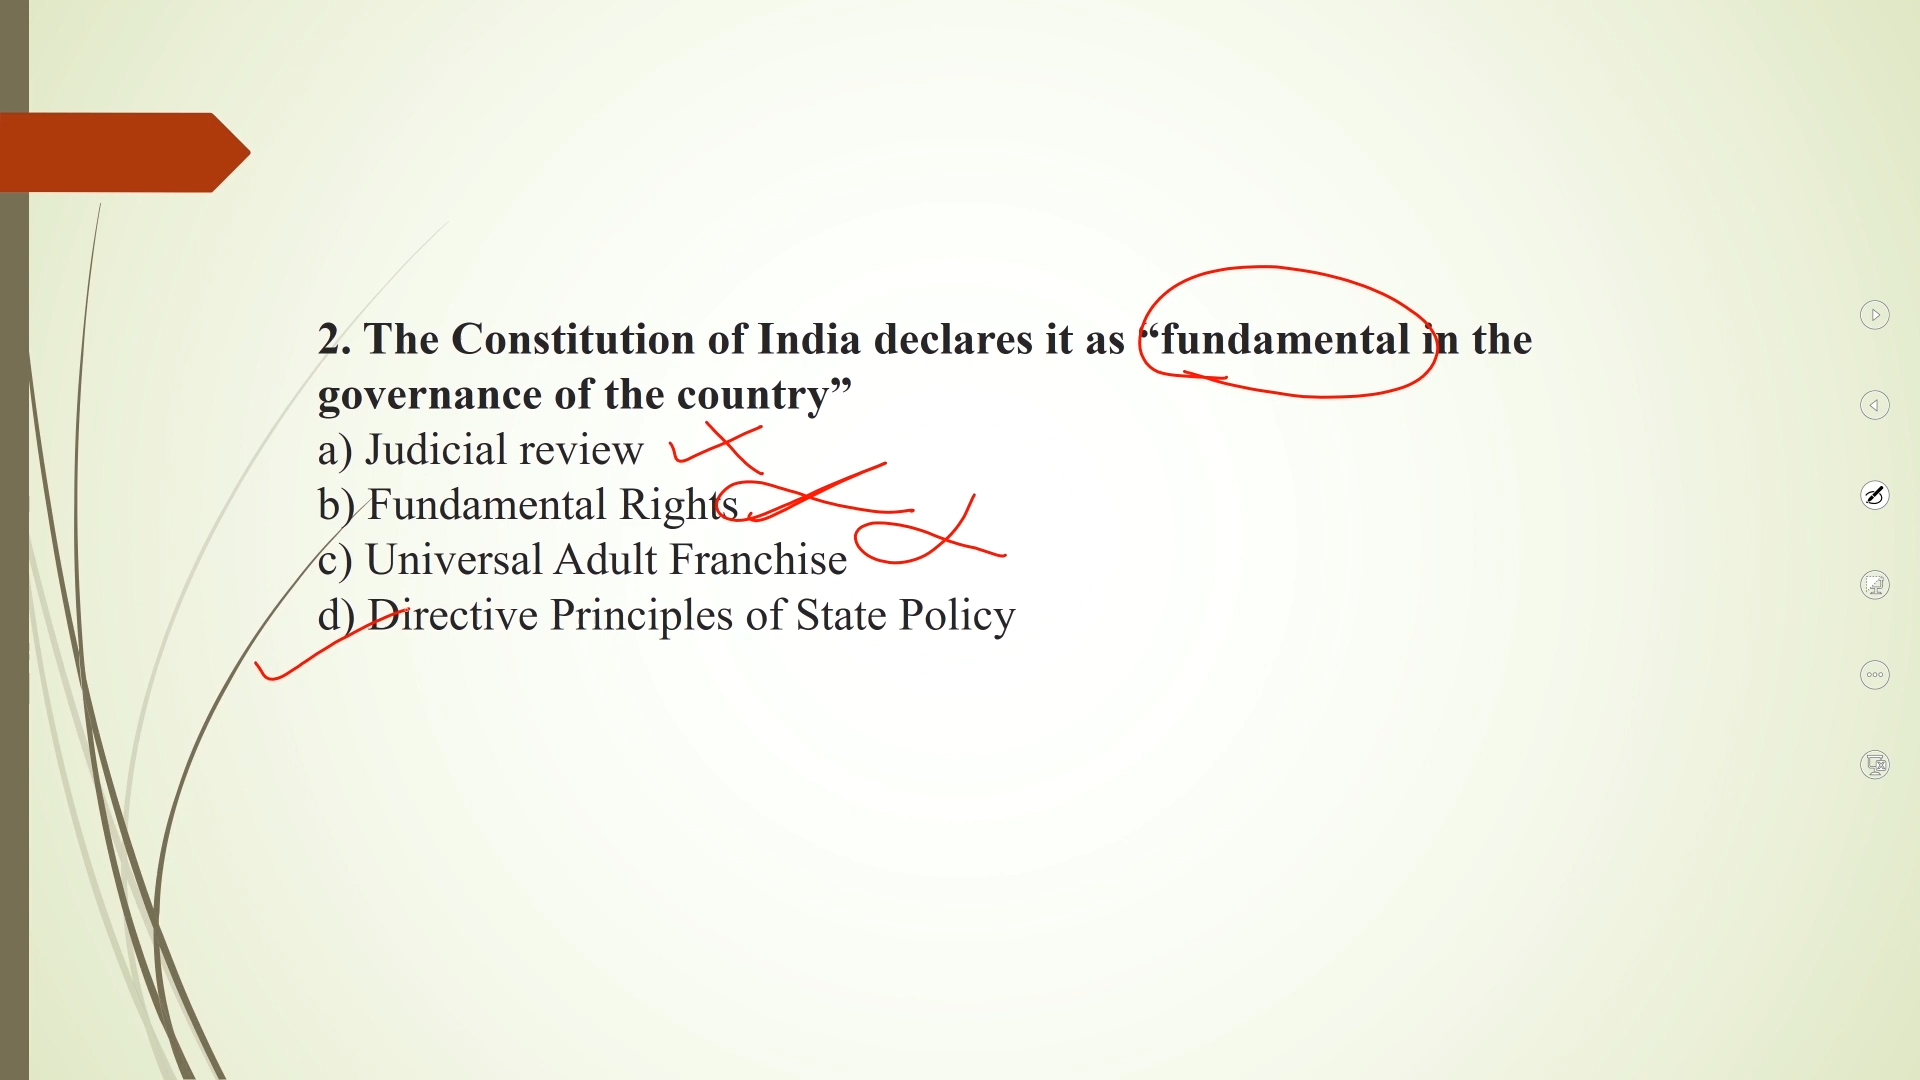 2. The Constitution of India declares it as “fundamental in the
governance of the country”
a) Judicial review
b) Fundamental Rights
c) Universal Adult Franchise
d) Directive Principles of State Policy